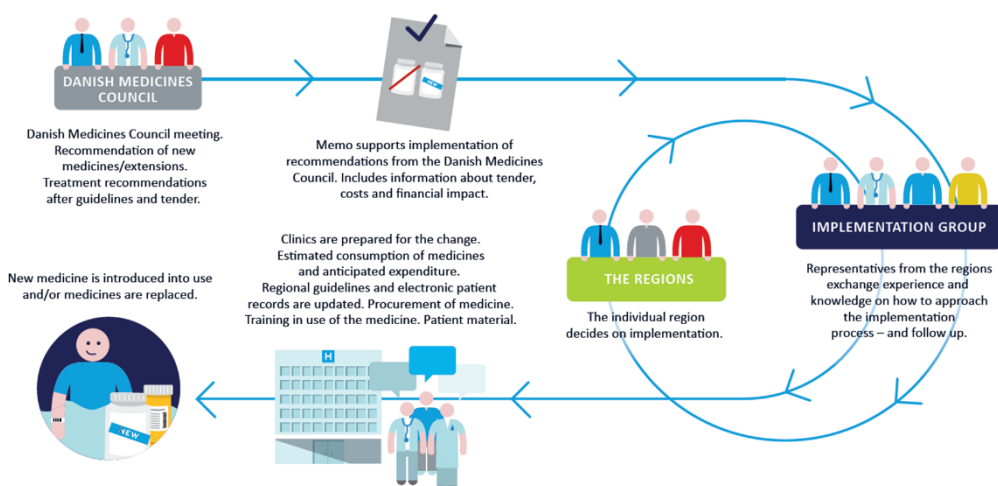 DANISH MEDICINES
COUNCIL
Danish Medicines Council meeting.
Recommendation of new
medicines/extensions.
Treatment recommendations
after guidelines and tender.
NEW
Memo supports implementation of
recommendations from the Danish Medicines
Council. Includes information about tender,
costs and financial impact.
IMPLEMENTATION GROUP
Representatives from the regions
exchange experience and
knowledge on how to approach
the implementation
process – and follow up.
THE REGIONS
The individual region
decides on implementation.
Clinics are prepared for the change.
Estimated consumption of medicines
and anticipated expenditure.
Regional guidelines and electronic patient
records are updated. Procurement of medicine.
Training in use of the medicine. Patient material.
H
New medicine is introduced into use
and/or medicines are replaced.
NEW